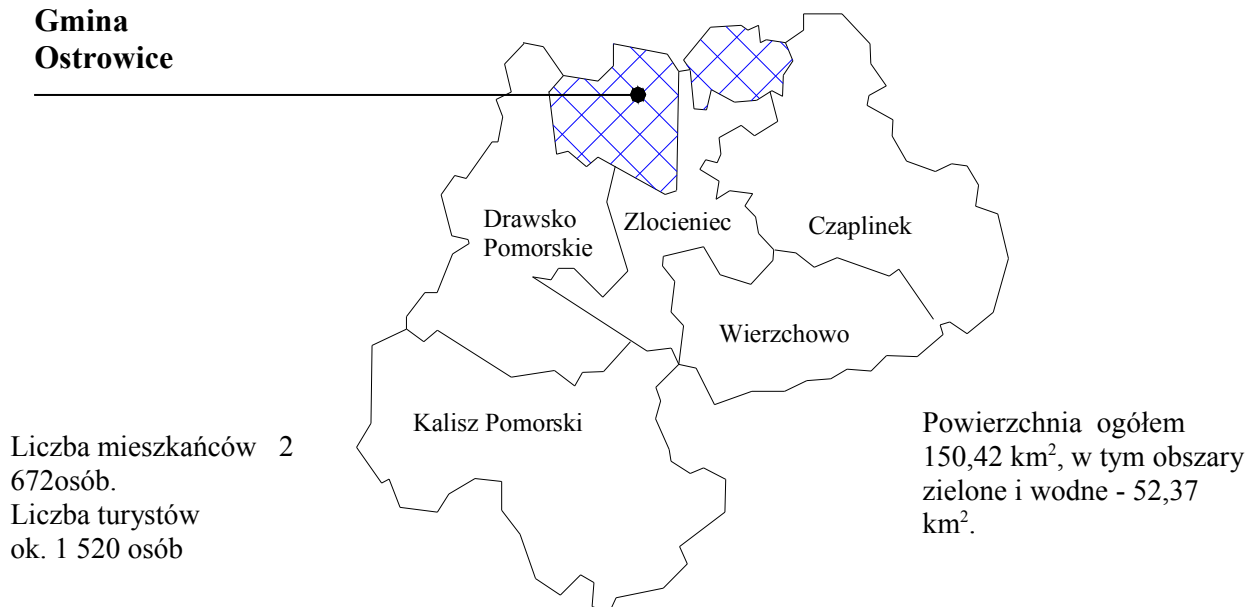 Gmina
Ostrowice
Drawsko
Pomorskie
Zlocieniec
Czaplinek
Wierzchowo
Kalisz Pomorski
Liczba mieszkańców 2
672osób.
Liczba turystów
ok. 1 520 osób
Powierzchnia ogółem
150,42 km², w tym obszary
zielone i wodne - 52,37
km².